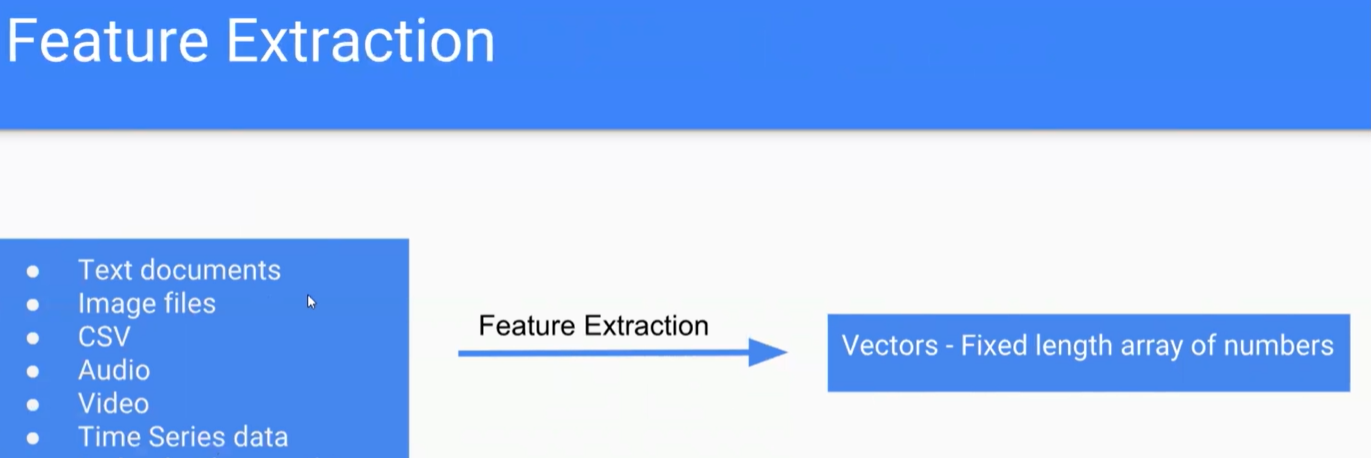 Feature Extraction
● Text documents
● Image files
● CSV
● Audio
● Video
● Time Series data
Feature Extraction
Vectors - Fixed length array of numbers